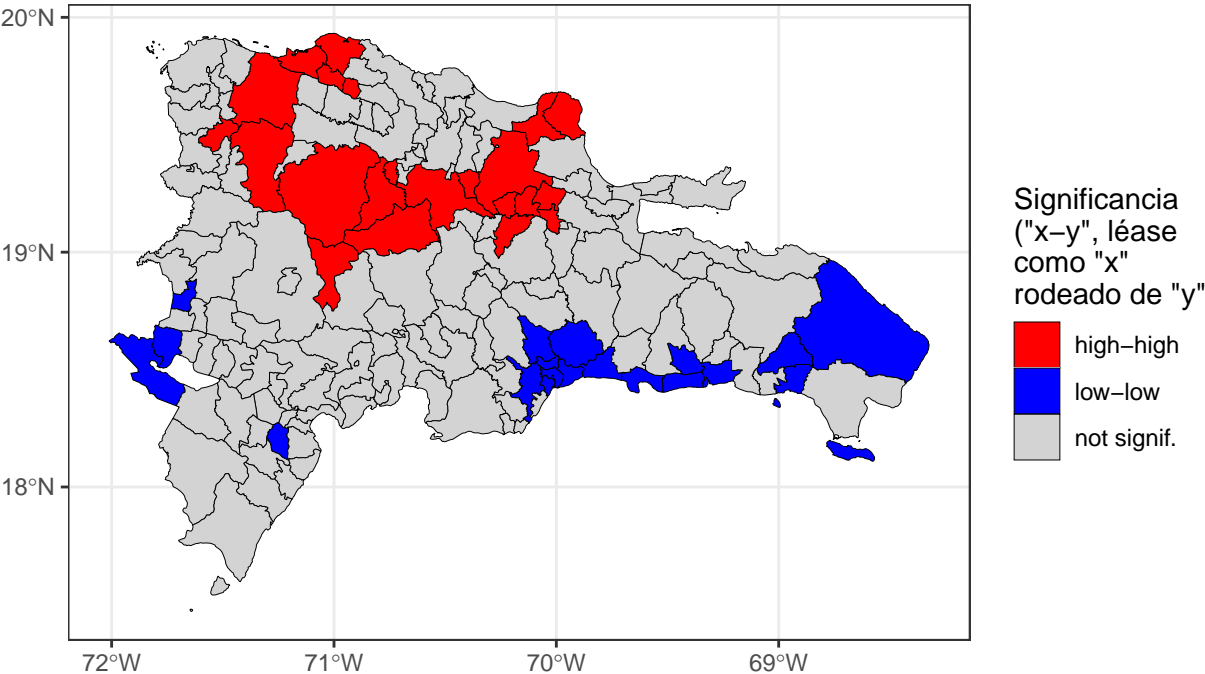 20°N
19°N
18°N
72°W
71°W
70°W
69°W
Significancia
("x−y", léase
como "x"
rodeado de "y"
high−high
low−low
not signif.